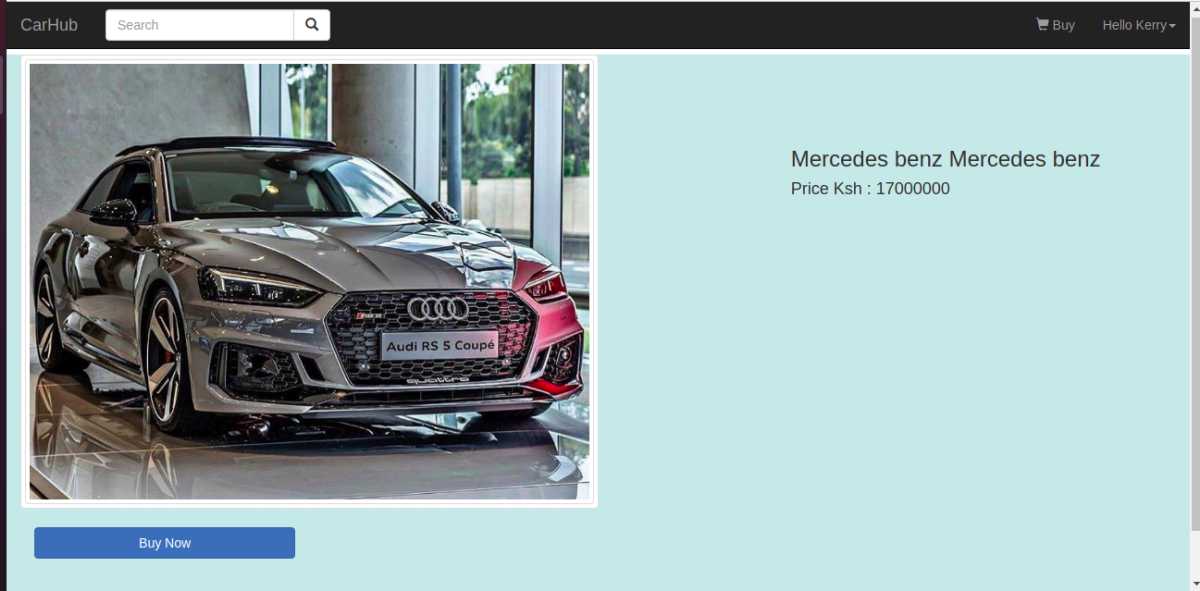 CarHub
Search
Buy
Hello Kerry
Mercedes benz Mercedes benz
Price Ksh : 17000000
Audi RS 5 Coupé
quattro
Buy Now